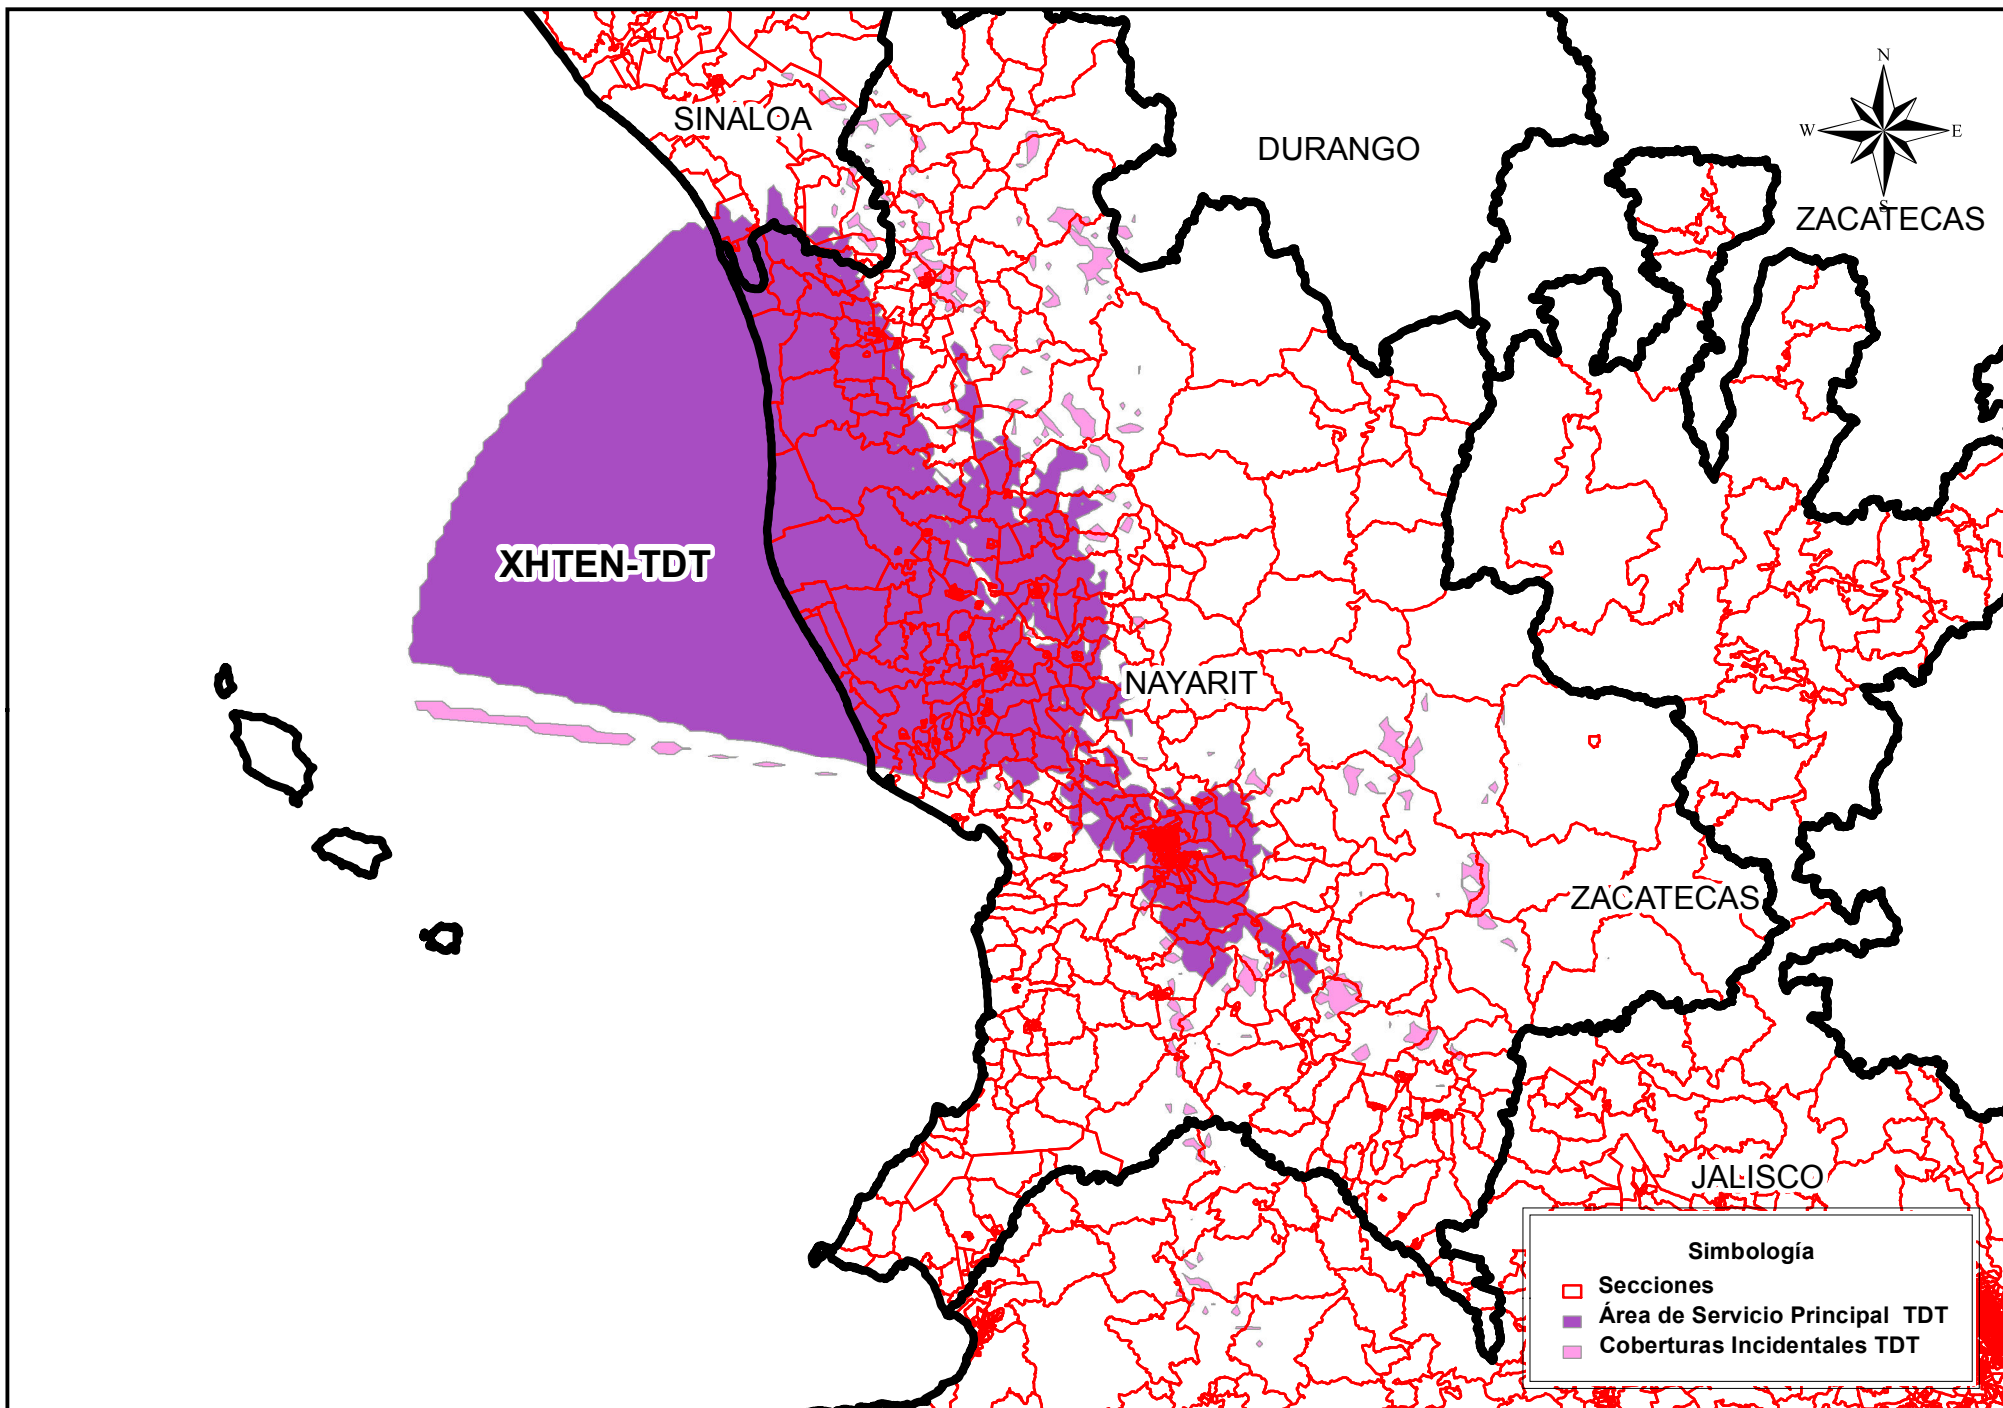 N
W E
S
SINALOA
DURANGO
ZACATECAS
XHTEN-TDT
NAYARIT
ZACATECAS
JALISCO
Simbología
Secciones
Área de Servicio Principal TDT
Coberturas Incidentales TDT